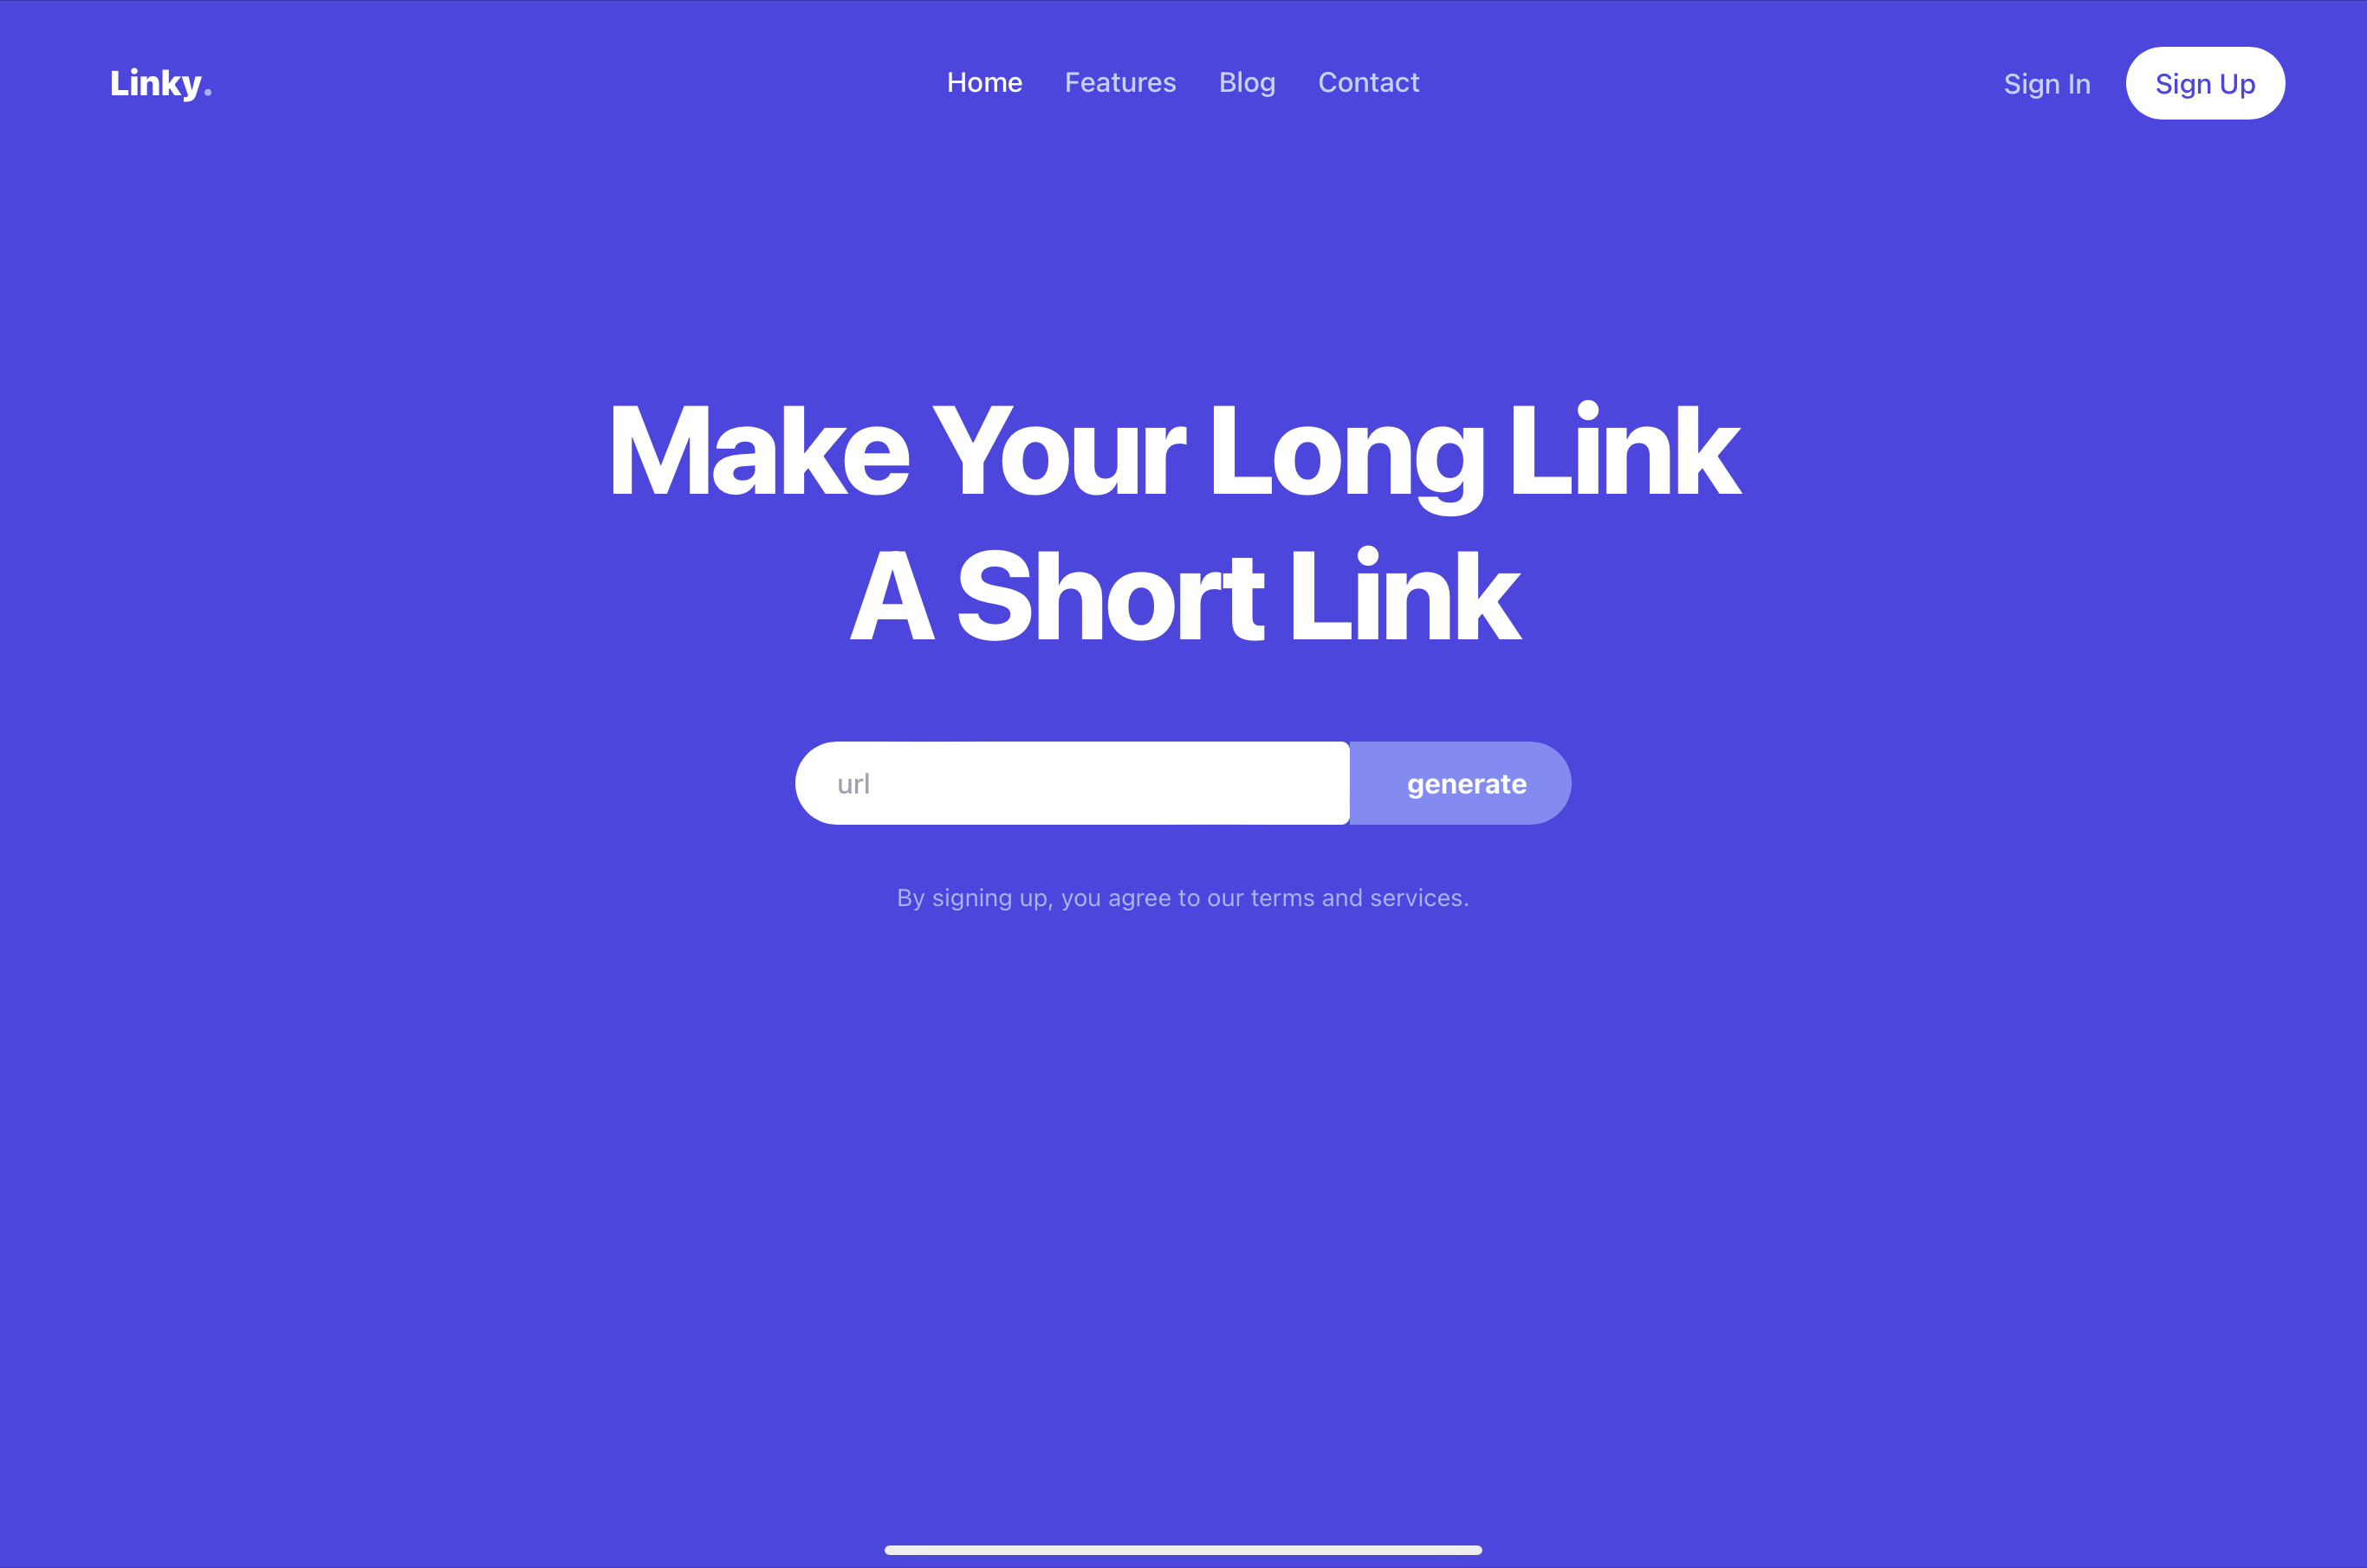 Linky.
Home Features Blog Contact
Sign In Sign Up
Make Your Long Link
A Short Link
url generate
By signing up, you agree to our terms and services.